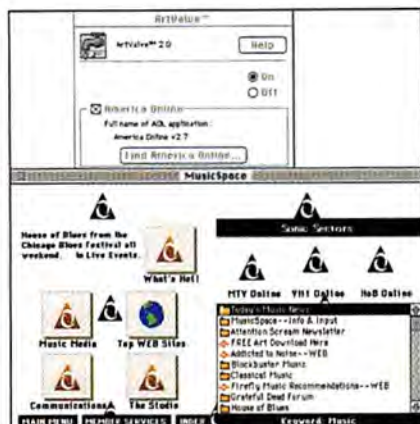 ArtValve™
ArtValve™ 2.0
Help
On
Off
America Online
Full name of AOL application :
America Online v2.7
Find America Online...
MusicSpace
House of Blues from the
Chicago Blues Festival all
weekend. In Live Events.
What's Hot!
Sonic Sectors
MTV Online
VH1 Online
HoB Online
Music Media
Top WEB Sites
Communications
The Studio
Today's Music News
MusicSpace--Info & Input
Attention Scream Newsletter
FREE Art Download Here
Addicted to Noise--WEB
Blockbuster Music
Classical Music
Firefly Music Recommendations--WEB
Grateful Dead Forum
House of Blues
MAIN MENU
MEMBER SERVICES
INDEX
Keyword: Music